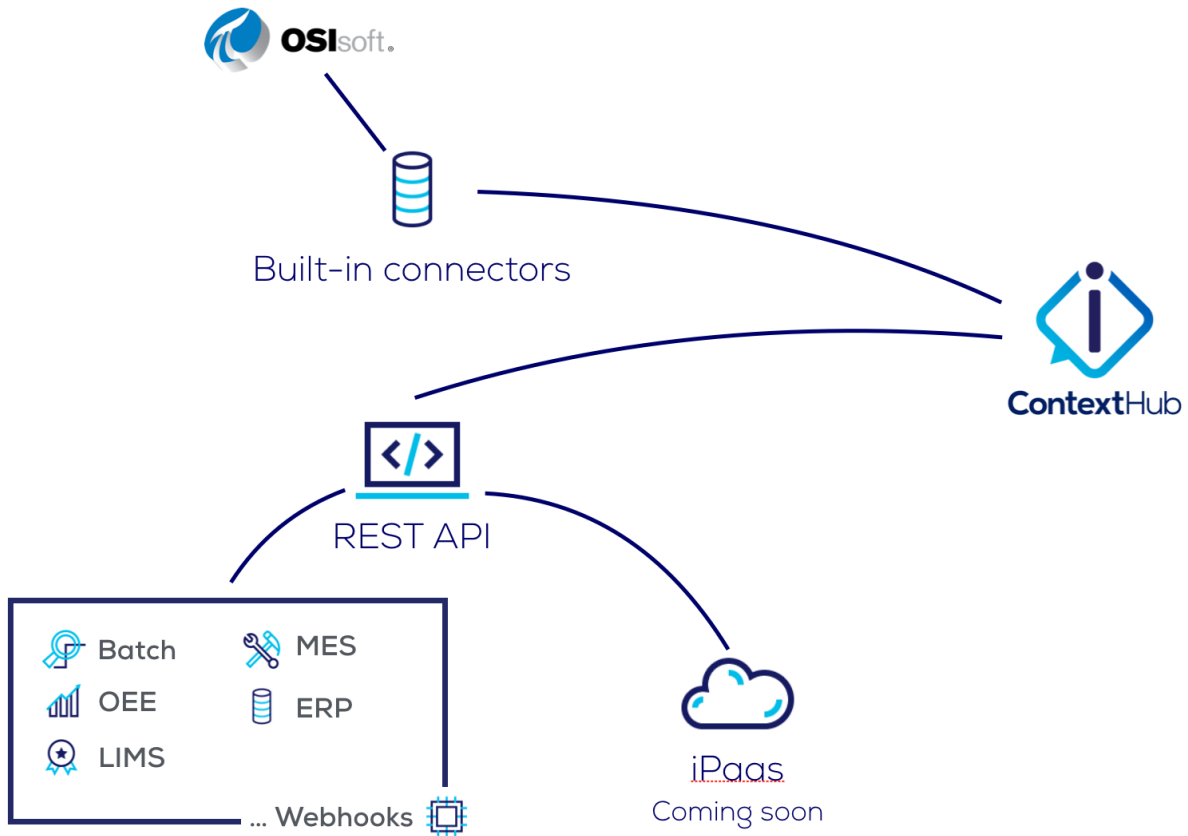 OSIsoft.
Built-in connectors
ContextHub
</>
REST API
Batch
MES
OEE
ERP
LIMS
... Webhooks
iPaas
Coming soon